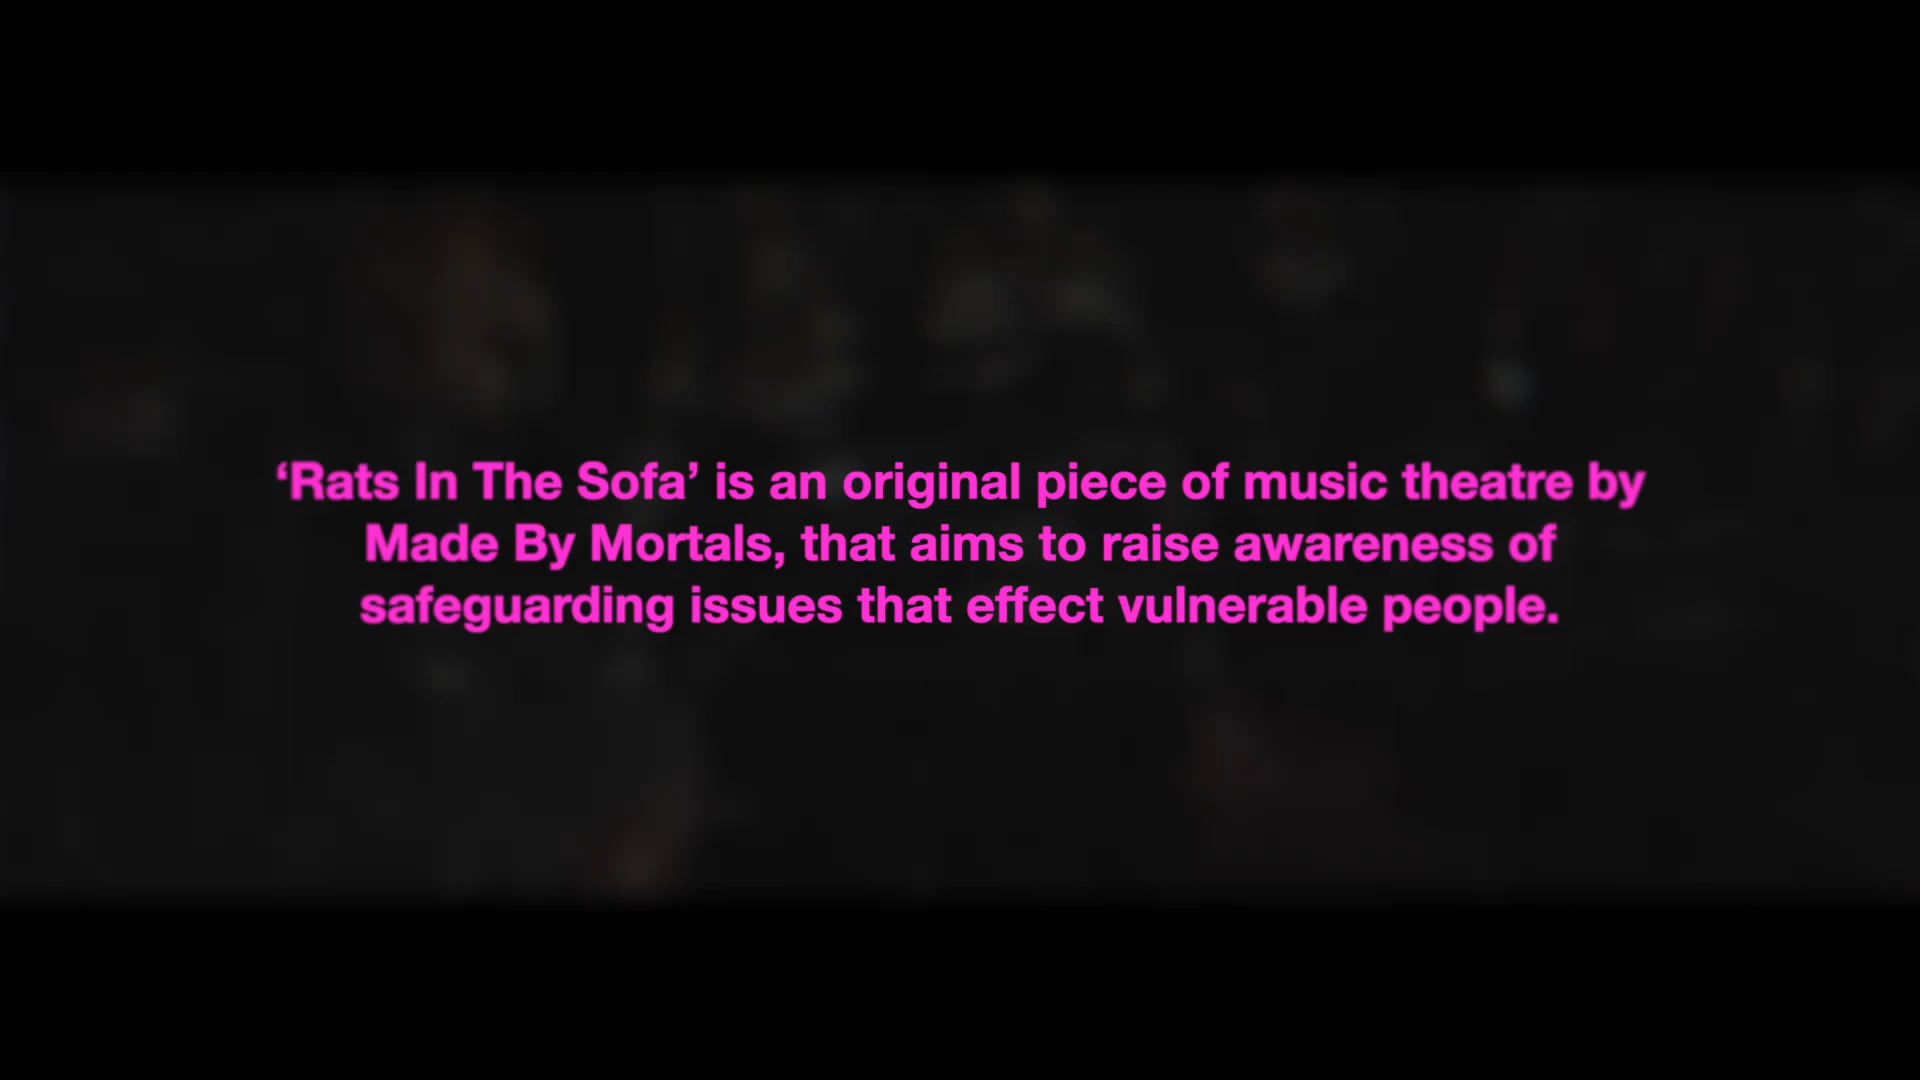 ‘Rats In The Sofa’ is an original piece of music theatre by
Made By Mortals, that aims to raise awareness of
safeguarding issues that effect vulnerable people.